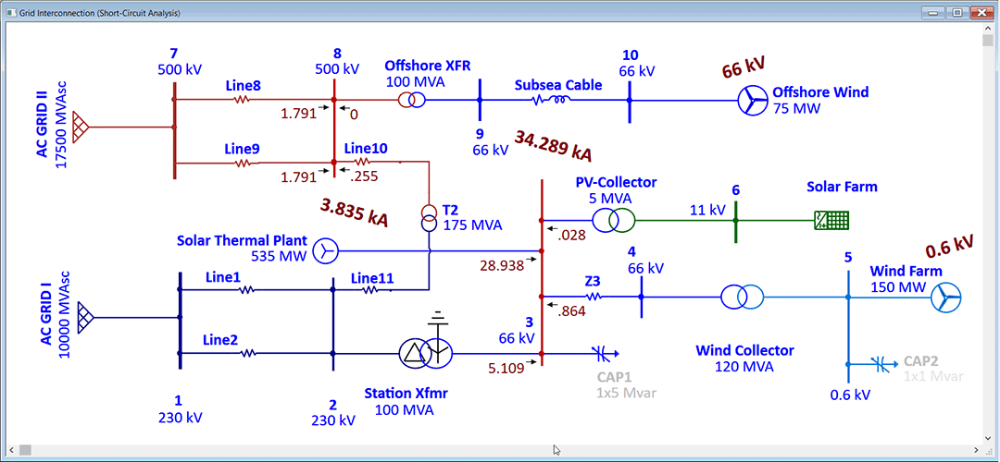 Grid Interconnection (Short-Circuit Analysis)
7
500 kV
8
500 kV
Offshore XFR
100 MVA
10
66 kV
66 kV
Line8
Subsea Cable
Offshore Wind
75 MW
AC GRID II
17500 MVAsc
1.791
0
9
66 kV
34.289 kA
Line9
Line10
1.791
.255
3.835 kA
T2
175 MVA
PV-Collector
5 MVA
6
11 kV
Solar Farm
.028
Solar Thermal Plant
535 MW
28.938
4
66 kV
0.6 kV
5
Wind Farm
150 MW
AC GRID I
10000 MVAsc
Line1
Line11
Z3
.864
Line2
3
66 kV
5.109
Wind Collector
120 MVA
CAP1
1x5 Mvar
CAP2
1x1 Mvar
0.6 kV
1
230 kV
2
230 kV
Station Xfmr
100 MVA